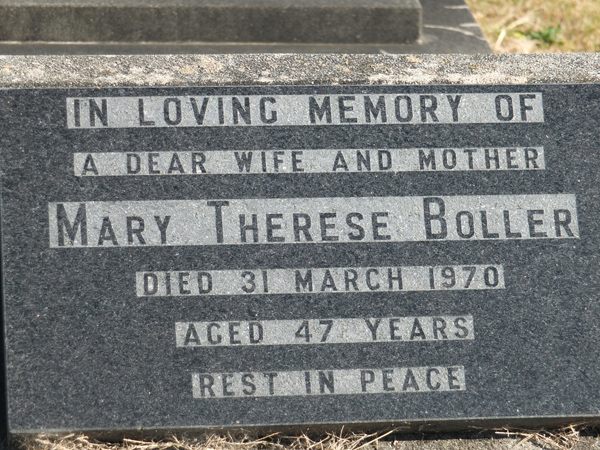 IN LOVING MEMORY OF
A DEAR WIFE AND MOTHER
MARY THERESE BOLLER
DIED 31 MARCH 1970
AGED 47 YEARS
REST IN PEACE